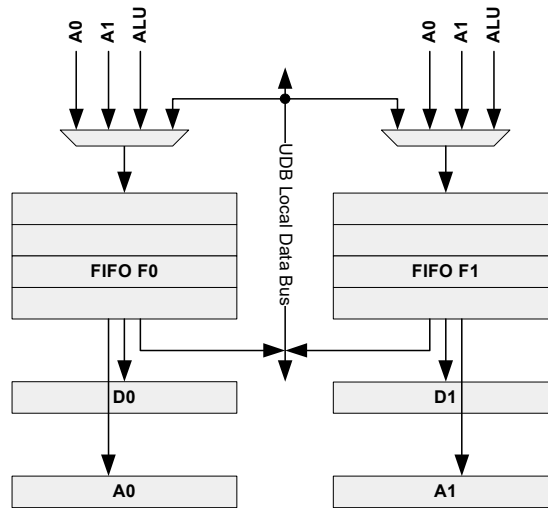 A0
A1
ALU
A0
A1
ALU
UDB Local Data Bus
FIFO F0
FIFO F1
D0
D1
A0
A1